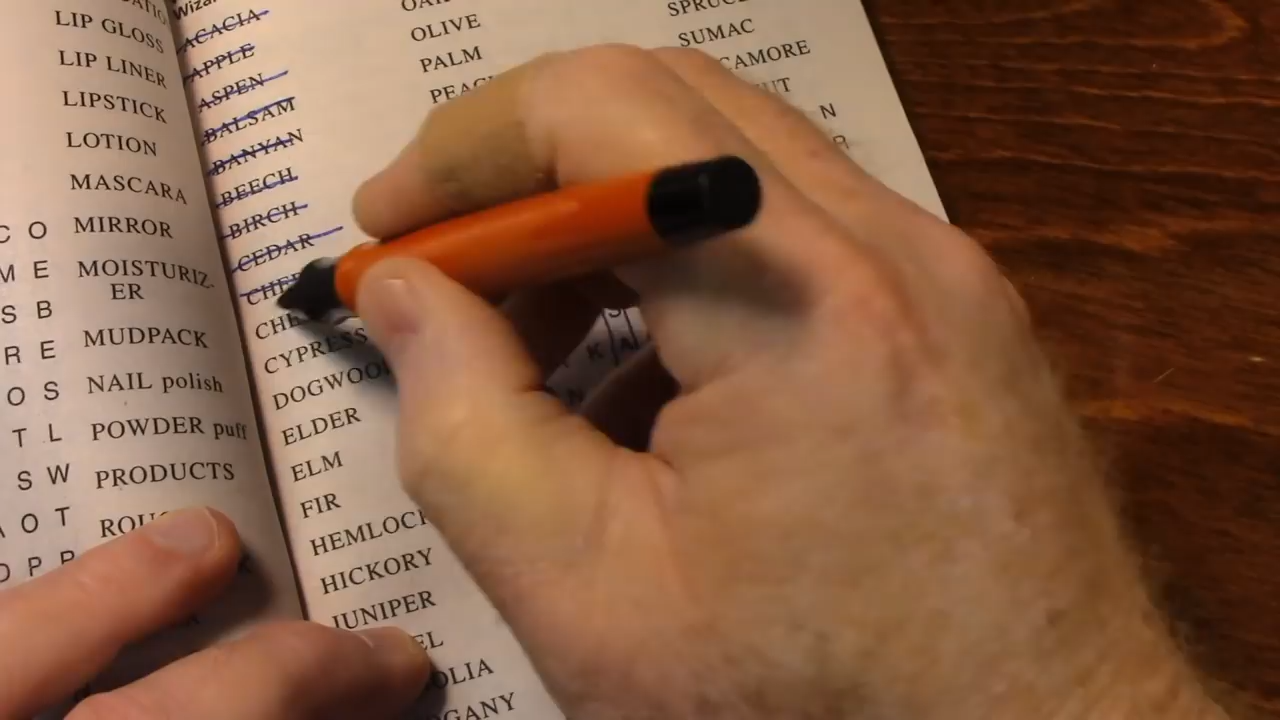 LIP GLOSS
LIP LINER
LIPSTICK
LOTION
MASCARA
C O MIRROR
M E MOISTURIZ-
S B ER
R E MUDPACK
O S NAIL polish
T L POWDER puff
S W PRODUCTS
O T
O P P
ACACIA
APPLE
ASPEN
BALSAM
BANYAN
BEECH
BIRCH
CEDAR
CYPRESS
ELDER
ELM
FIR
HICKORY
JUNIPER
OLIVE
PALM
SUMAC
N
R
K A
N